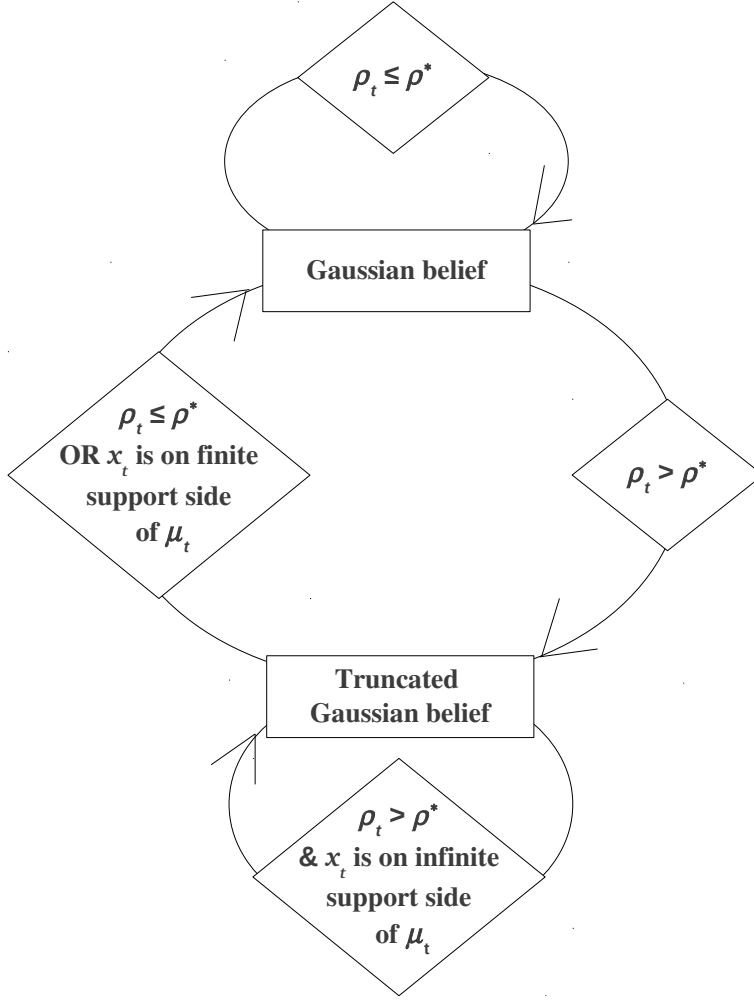 ρₜ ≤ ρ*
Gaussian belief
ρₜ ≤ ρ*
OR xₜ is on finite
support side
of μₜ
ρₜ > ρ*
Truncated
Gaussian belief
ρₜ > ρ*
& xₜ is on infinite
support side
of μₜ